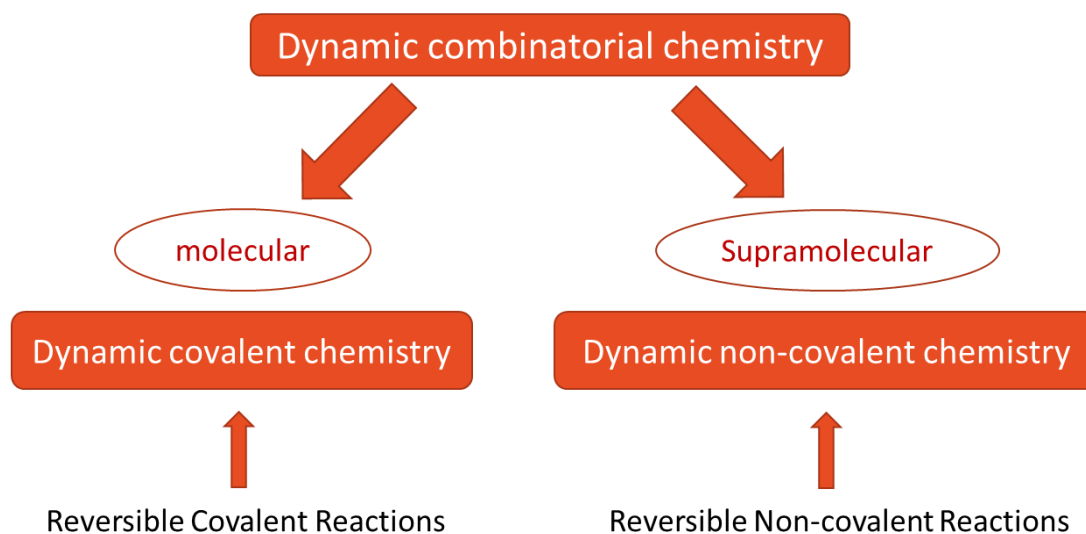 Dynamic combinatorial chemistry
molecular
Supramolecular
Dynamic covalent chemistry
Dynamic non-covalent chemistry
Reversible Covalent Reactions
Reversible Non-covalent Reactions